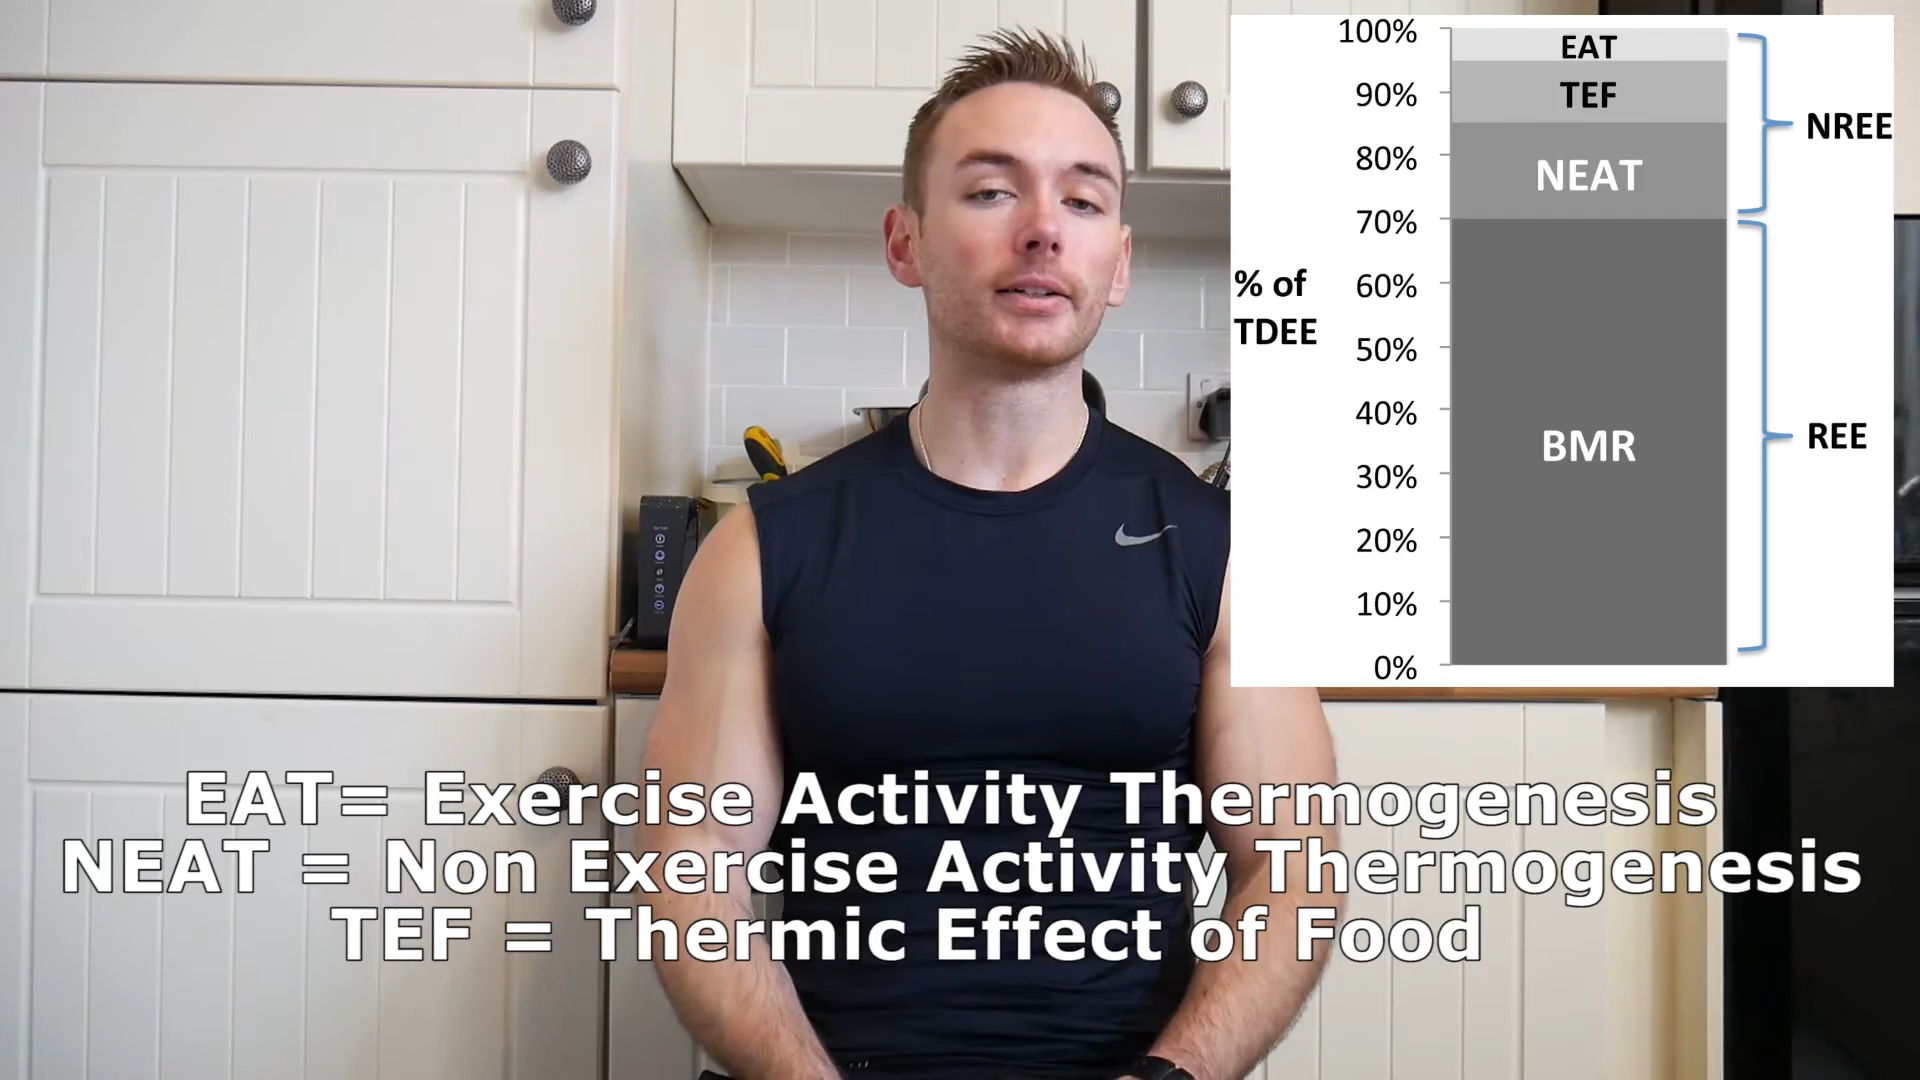 100%
EAT
90%
TEF
NREE
80%
NEAT
70%
% of
TDEE
60%
50%
40%
BMR
REE
30%
20%
10%
0%
EAT= Exercise Activity Thermogenesis
NEAT = Non Exercise Activity Thermogenesis
TEF = Thermic Effect of Food